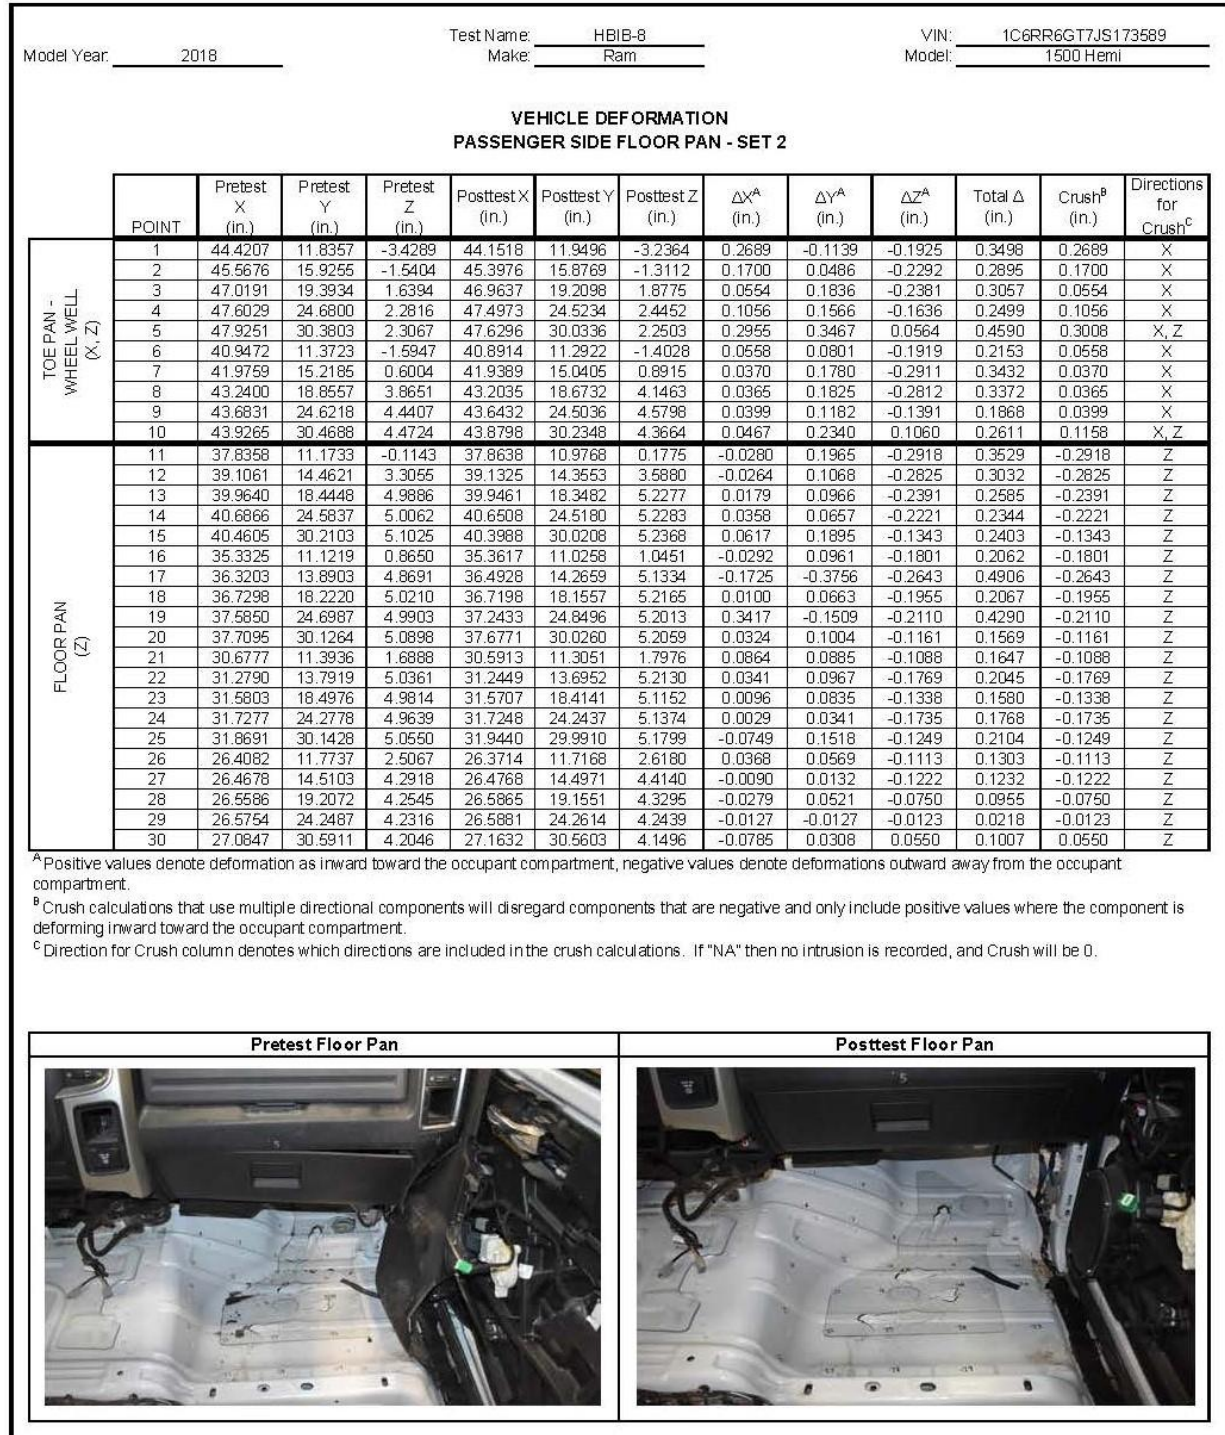 Test Name: HBIB-8 VIN: 1C6RR6GT7JS173589
Model Year: 2018 Make: Ram Model: 1500 Hemi
VEHICLE DEFORMATION
PASSENGER SIDE FLOOR PAN - SET 2
POINT Pretest X (in.) Pretest Y (in.) Pretest Z (in.) Posttest X (in.) Posttest Y (in.) Posttest Z (in.) ΔXᴬ (in.) ΔYᴬ (in.) ΔZᴬ (in.) Total Δ (in.) Crushᴮ (in.) Directions for Crushᶜ
TOE PAN - WHEEL WELL (X, Z)
1 44.4207 11.8357 -3.4289 44.1518 11.9496 -3.2364 0.2689 -0.1139 -0.1925 0.3498 0.2689 X
2 45.5676 15.9255 -1.5404 45.3976 15.8769 -1.3112 0.1700 0.0486 -0.2292 0.2895 0.1700 X
3 47.0191 19.3934 1.6394 46.9637 19.2098 1.8775 0.0554 0.1836 -0.2381 0.3057 0.0554 X
4 47.6029 24.6800 2.2816 47.4973 24.5234 2.4452 0.1056 0.1566 -0.1636 0.2499 0.1056 X
5 47.9251 30.3803 2.3067 47.6296 30.0336 2.2503 0.2955 0.3467 0.0564 0.4590 0.3008 X, Z
6 40.9472 11.3723 -1.5947 40.8914 11.2922 -1.4028 0.0558 0.0801 -0.1919 0.2153 0.0558 X
7 41.9759 15.2185 0.6004 41.9389 15.0405 0.8915 0.0370 0.1780 -0.2911 0.3432 0.0370 X
8 43.2400 18.8557 3.8651 43.2035 18.6732 4.1463 0.0365 0.1825 -0.2812 0.3372 0.0365 X
9 43.6831 24.6218 4.4407 43.6432 24.5036 4.5798 0.0399 0.1182 -0.1391 0.1868 0.0399 X
10 43.9265 30.4688 4.4724 43.8798 30.2348 4.3664 0.0467 0.2340 0.1060 0.2611 0.1158 X, Z
FLOOR PAN (Z)
11 37.8358 11.1733 -0.1143 37.8638 10.9768 0.1775 -0.0280 0.1965 -0.2918 0.3529 -0.2918 Z
12 39.1061 14.4621 3.3055 39.1325 14.3553 3.5880 -0.0264 0.1068 -0.2825 0.3032 -0.2825 Z
13 39.9640 18.4448 4.9886 39.9461 18.3482 5.2277 0.0179 0.0966 -0.2391 0.2585 -0.2391 Z
14 40.6866 24.5837 5.0062 40.6508 24.5180 5.2283 0.0358 0.0657 -0.2221 0.2344 -0.2221 Z
15 40.4605 30.2103 5.1025 40.3988 30.0208 5.2368 0.0617 0.1895 -0.1343 0.2403 -0.1343 Z
16 35.3325 11.1219 0.8650 35.3617 11.0258 1.0451 -0.0292 0.0961 -0.1801 0.2062 -0.1801 Z
17 36.3203 13.8903 4.8691 36.4928 14.2659 5.1334 -0.1725 -0.3756 -0.2643 0.4906 -0.2643 Z
18 36.7298 18.2220 5.0210 36.7198 18.1557 5.2165 0.0100 0.0663 -0.1955 0.2067 -0.1955 Z
19 37.5850 24.6987 4.9903 37.2433 24.8496 5.2013 0.3417 -0.1509 -0.2110 0.4290 -0.2110 Z
20 37.7095 30.1264 5.0898 37.6771 30.0260 5.2059 0.0324 0.1004 -0.1161 0.1569 -0.1161 Z
21 30.6777 11.3936 1.6888 30.5913 11.3051 1.7976 0.0864 0.0885 -0.1088 0.1647 -0.1088 Z
22 31.2790 13.7919 5.0361 31.2449 13.6952 5.2130 0.0341 0.0967 -0.1769 0.2045 -0.1769 Z
23 31.5803 18.4976 4.9814 31.5707 18.4141 5.1152 0.0096 0.0835 -0.1338 0.1580 -0.1338 Z
24 31.7277 24.2778 4.9639 31.7248 24.2437 5.1374 0.0029 0.0341 -0.1735 0.1768 -0.1735 Z
25 31.8691 30.1428 5.0550 31.9440 29.9910 5.1799 -0.0749 0.1518 -0.1249 0.2104 -0.1249 Z
26 26.4082 11.7737 2.5067 26.3714 11.7168 2.6180 0.0368 0.0569 -0.1113 0.1303 -0.1113 Z
27 26.4678 14.5103 4.2918 26.4768 14.4971 4.4140 -0.0090 0.0132 -0.1222 0.1232 -0.1222 Z
28 26.5586 19.2072 4.2545 26.5865 19.1551 4.3295 -0.0279 0.0521 -0.0750 0.0955 -0.0750 Z
29 26.5754 24.2487 4.2316 26.5881 24.2614 4.2439 -0.0127 -0.0127 -0.0123 0.0218 -0.0123 Z
30 27.0847 30.5911 4.2046 27.1632 30.5603 4.1496 -0.0785 0.0308 0.0550 0.1007 0.0550 Z
ᴬ Positive values denote deformation as inward toward the occupant compartment, negative values denote deformations outward away from the occupant
compartment.
ᴮ Crush calculations that use multiple directional components will disregard components that are negative and only include positive values where the component is
deforming inward toward the occupant compartment.
ᶜ Direction for Crush column denotes which directions are included in the crush calculations. If "NA" then no intrusion is recorded, and Crush will be 0.
Pretest Floor Pan Posttest Floor Pan
5 5